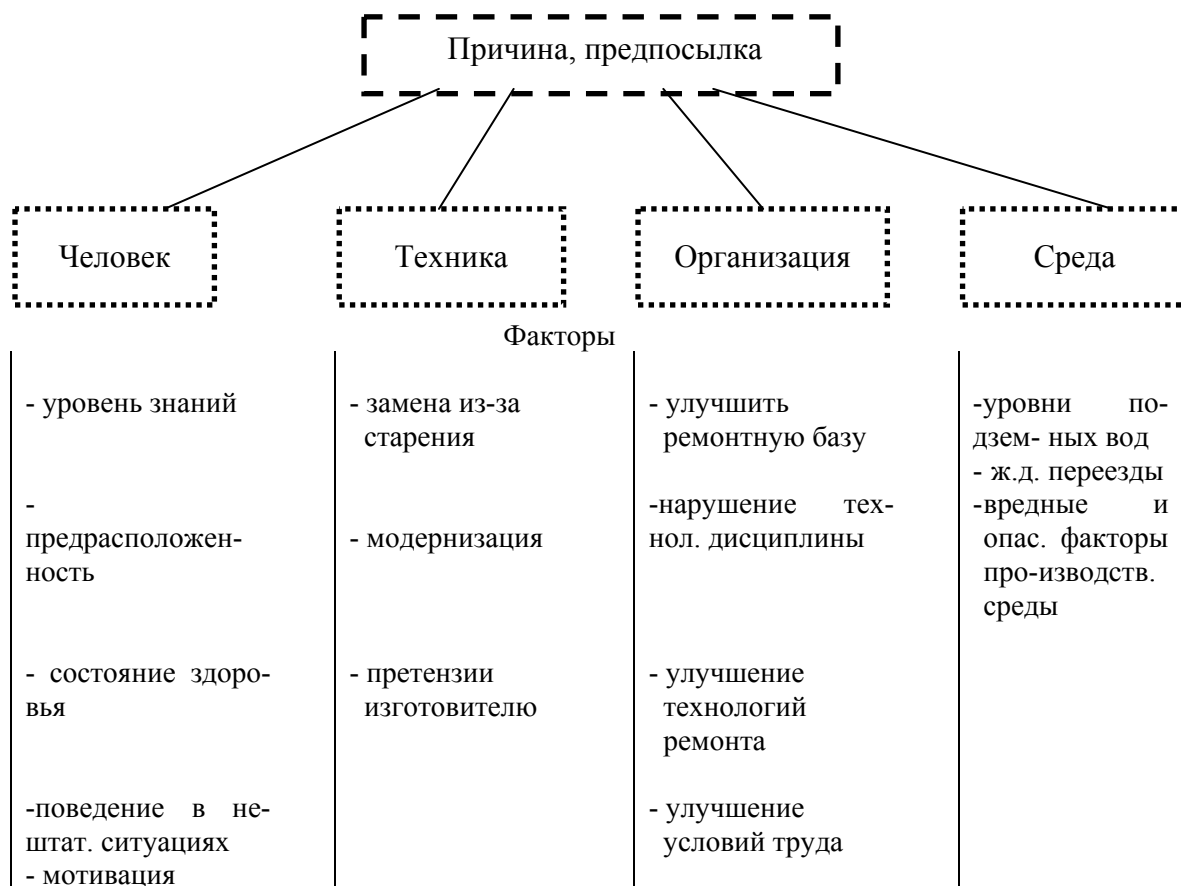 Причина, предпосылка
Человек
Техника
Организация
Среда
Факторы
- уровень знаний
-
предрасположен-
ность
- состояние здоро-
вья
-поведение в не-
штат. ситуациях
- мотивация
- замена из-за
старения
- модернизация
- претензии
изготовителю
- улучшить
ремонтную базу
-нарушение тех-
нол. дисциплины
- улучшение
технологий
ремонта
- улучшение
условий труда
-уровни по-
дзем- ных вод
- ж.д. переезды
-вредные и
опас. факторы
про-изводств.
среды